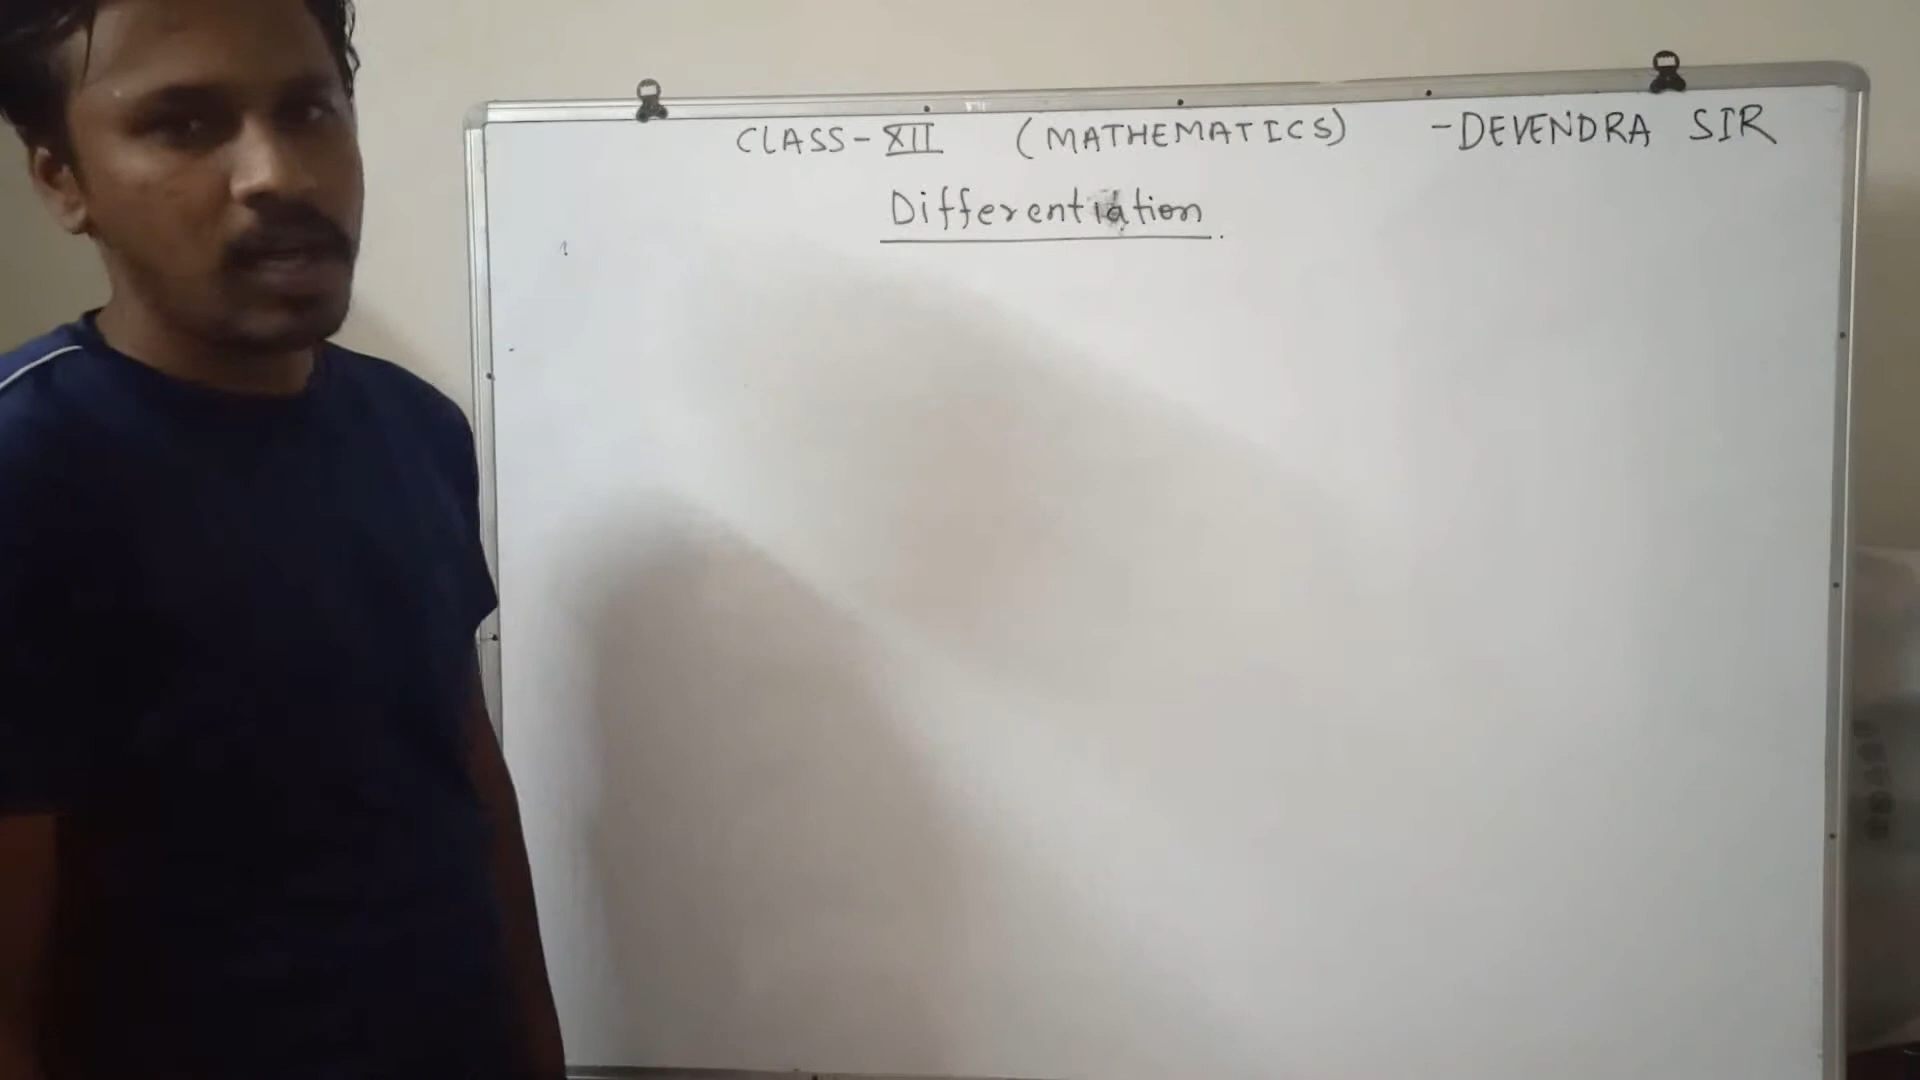 CLASS-XII (MATHEMATICS) -DEVENDRA SIR
Differentiation.